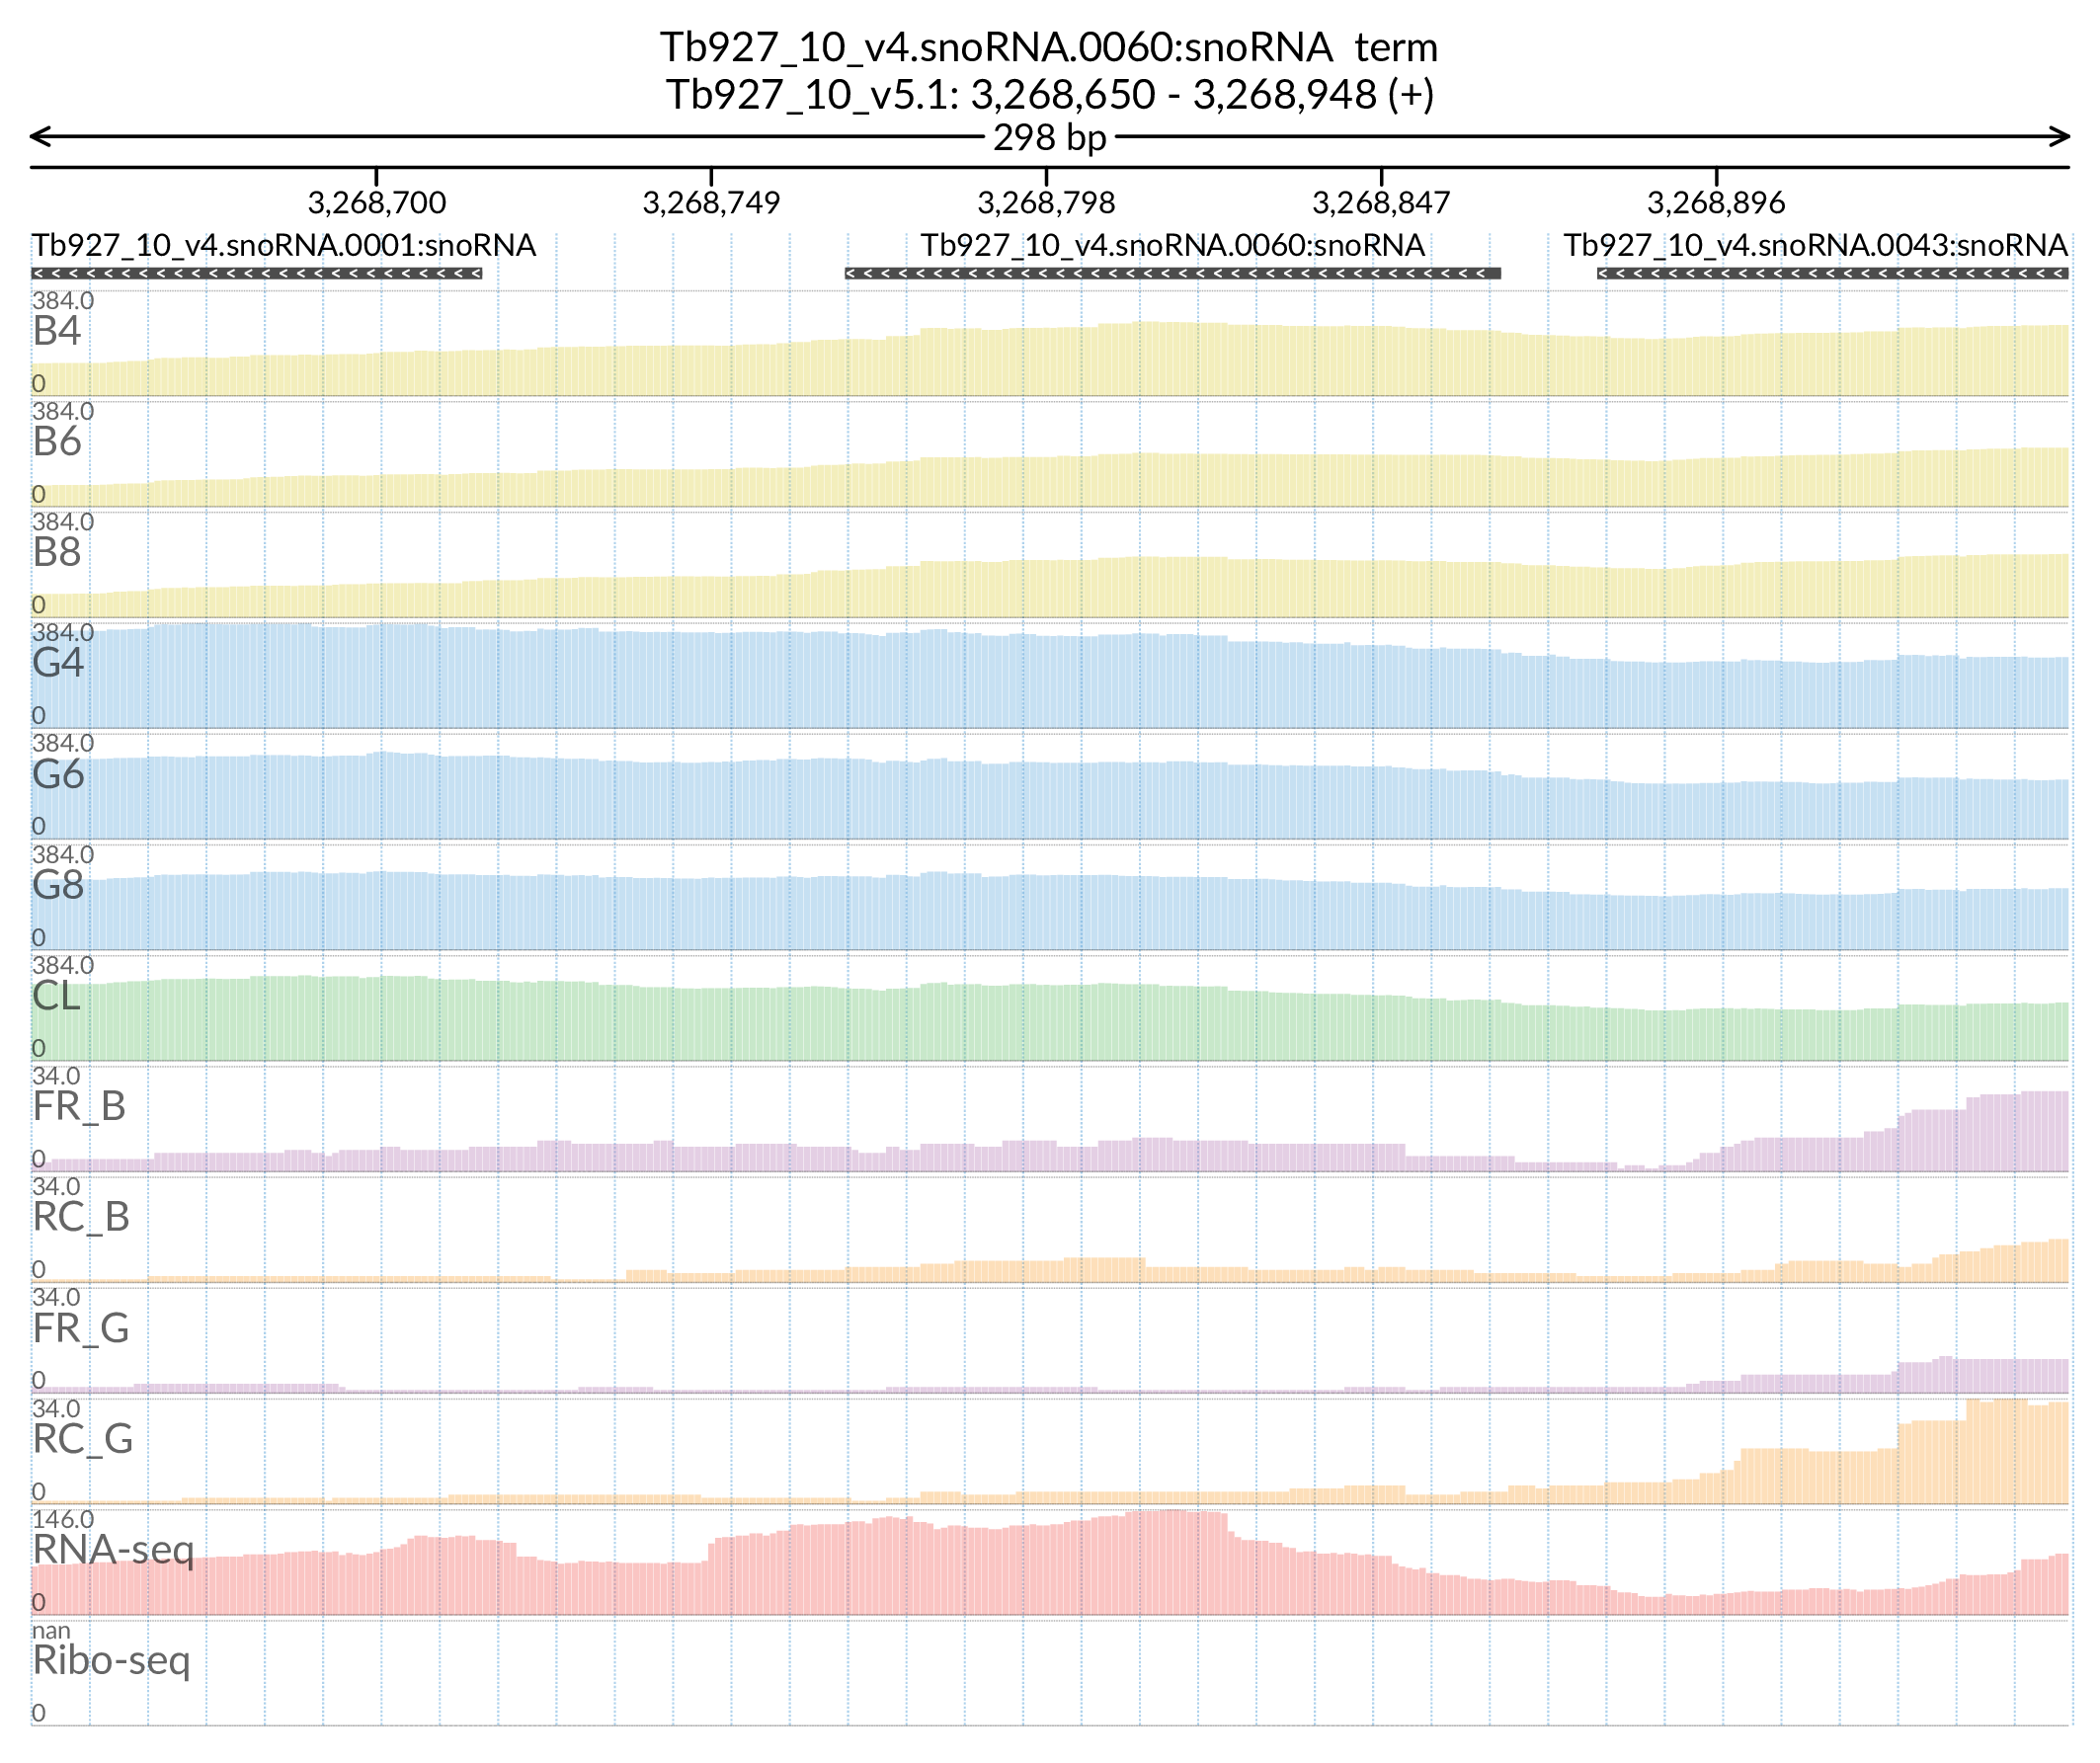 Tb927_10_v4.snoRNA.0060:snoRNA term
Tb927_10_v5.1: 3,268,650 - 3,268,948 (+)
298 bp
3,268,700 3,268,749 3,268,798 3,268,847 3,268,896
Tb927_10_v4.snoRNA.0001:snoRNA Tb927_10_v4.snoRNA.0060:snoRNA Tb927_10_v4.snoRNA.0043:snoRNA
384.0
B4
0
384.0
B6
0
384.0
B8
0
384.0
G4
0
384.0
G6
0
384.0
G8
0
384.0
CL
0
34.0
FR_B
0
34.0
RC_B
0
34.0
FR_G
0
34.0
RC_G
0
146.0
RNA-seq
0
nan
Ribo-seq
0